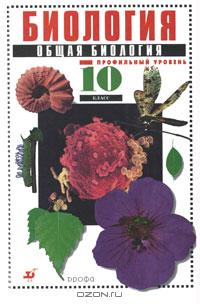 БИОЛОГИЯ
ОБЩАЯ БИОЛОГИЯ
ПРОФИЛЬНЫЙ УРОВЕНЬ
10
КЛАСС
дрофа
© OZON.ru